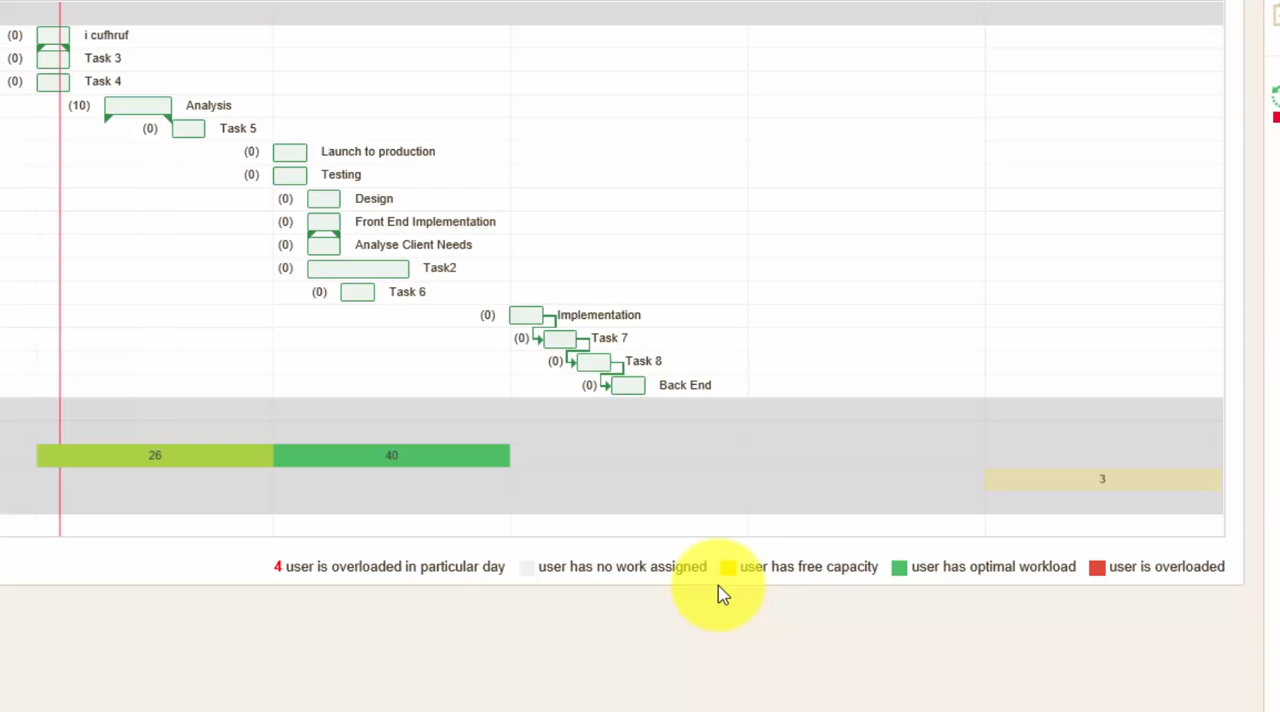 (0) i cufhruf
(0) Task 3
(0) Task 4
(10) Analysis
(0) Task 5
(0) Launch to production
(0) Testing
(0) Design
(0) Front End Implementation
(0) Analyse Client Needs
(0) Task2
(0) Task 6
(0) Implementation
(0) Task 7
(0) Task 8
(0) Back End
26 40
3
4 user is overloaded in particular day user has no work assigned user has free capacity user has optimal workload user is overloaded